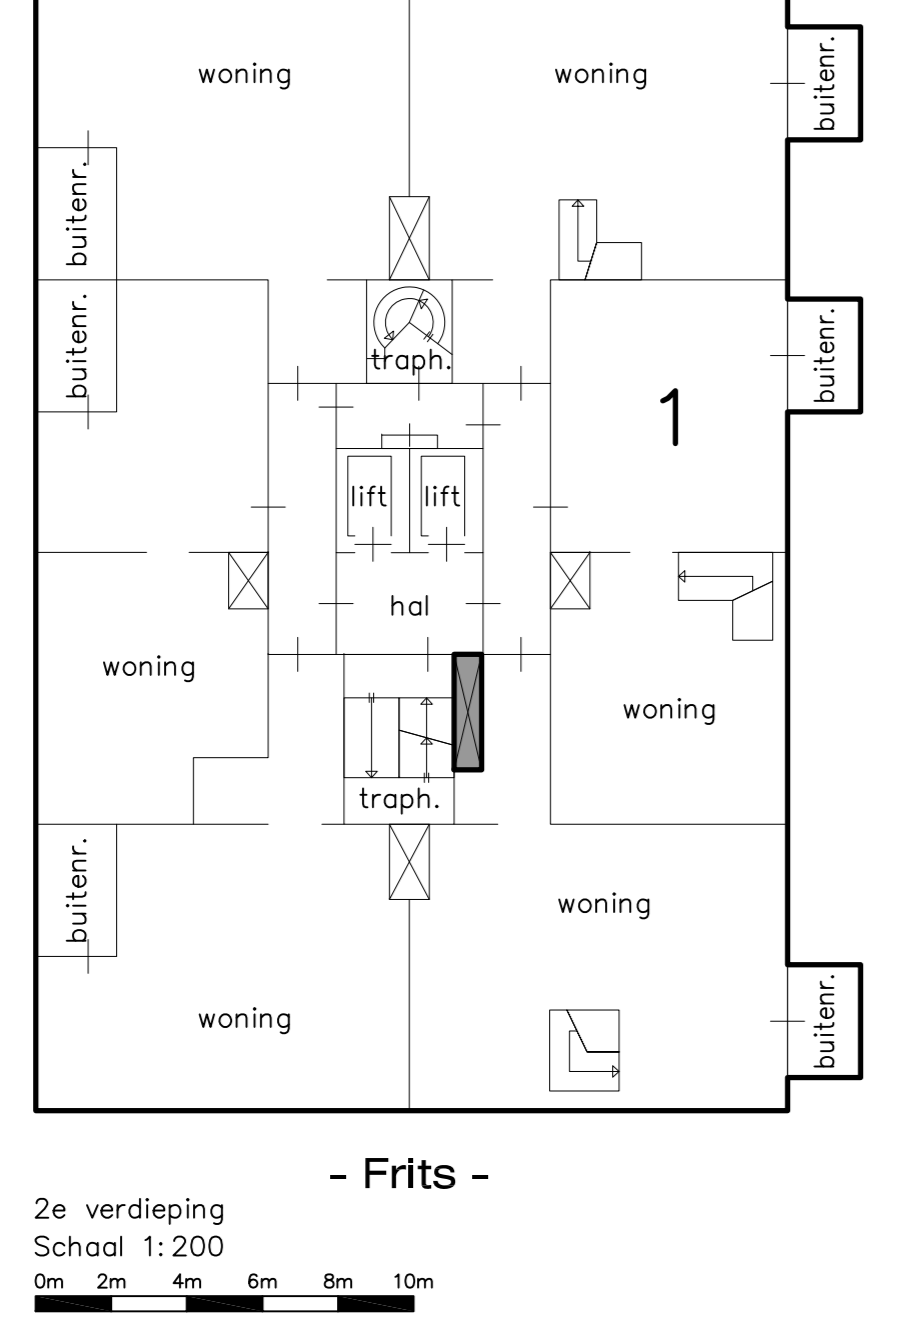 woning
woning
buitenr.
buitenr.
buitenr.
buitenr.
traph.
1
lift
lift
hal
woning
woning
traph.
buitenr.
woning
woning
buitenr.
- Frits -
2e verdieping
Schaal 1:200
0m 2m 4m 6m 8m 10m